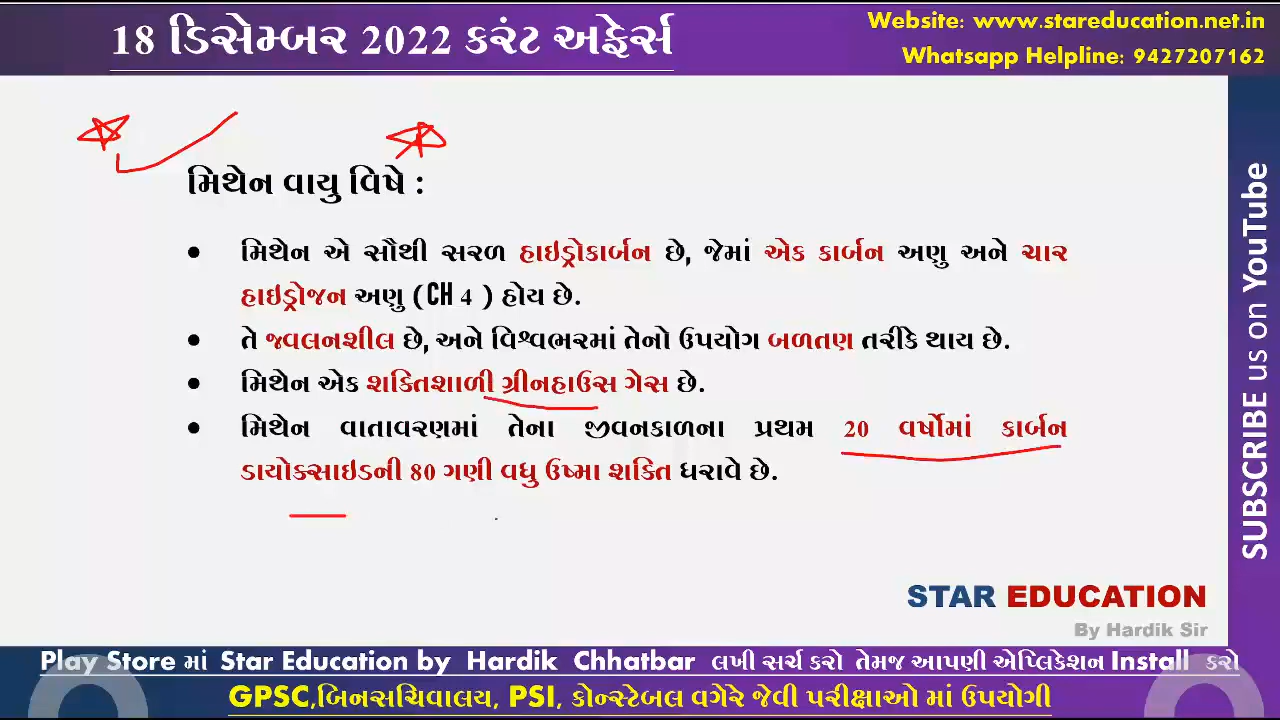 18 ડિસેમ્બર 2022 કરંટ અફેર્સ
Website: www.stareducation.net.in
Whatsapp Helpline: 9427207162
મિથેન વાયુ વિષે :
• મિથેન એ સૌથી સરળ હાઇડ્રોકાર્બન છે, જેમાં એક કાર્બન અણુ અને ચાર
હાઇડ્રોજન અણુ (CH 4 ) હોય છે.
• તે જ્વલનશીલ છે, અને વિશ્વભરમાં તેનો ઉપયોગ બળતણ તરીકે થાય છે.
• મિથેન એક શક્તિશાળી ગ્રીનહાઉસ ગેસ છે.
• મિથેન વાતાવરણમાં તેના જીવનકાળના પ્રથમ 20 વર્ષોમાં કાર્બન
ડાયોક્સાઇડની 80 ગણી વધુ ઉષ્મા શક્તિ ધરાવે છે.
SUBSCRIBE us on YouTube
STAR EDUCATION
By Hardik Sir
Play Store માં Star Education by Hardik Chhatbar લખી સર્ચ કરો તેમજ આપણી એપ્લિકેશન Install કરો
GPSC,બિનસચિવાલય, PSI, કોન્સ્ટેબલ વગેરે જેવી પરીક્ષાઓ માં ઉપયોગી